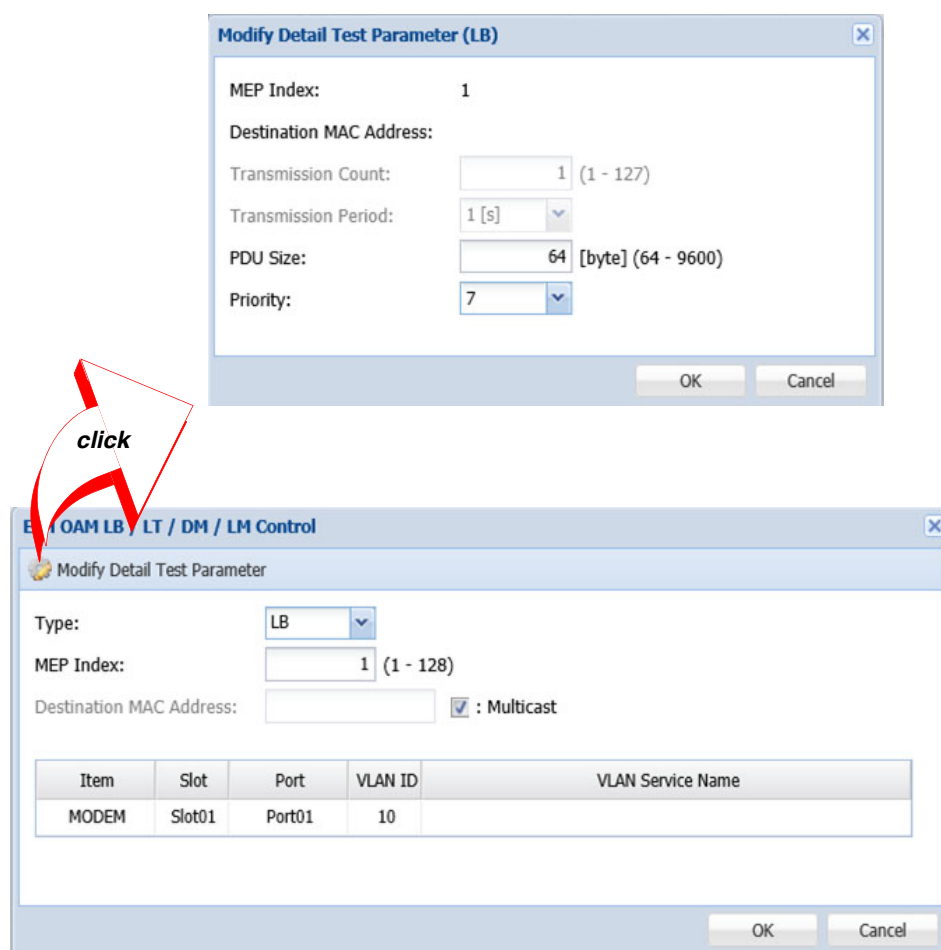 Modify Detail Test Parameter (LB)
MEP Index: 1
Destination MAC Address:
Transmission Count: 1 (1 - 127)
Transmission Period: 1 [s]
PDU Size: 64 [byte] (64 - 9600)
Priority: 7
OK Cancel
click
OAM LB / LT / DM / LM Control
Modify Detail Test Parameter
Type: LB
MEP Index: 1 (1 - 128)
Destination MAC Address: : Multicast
Item Slot Port VLAN ID VLAN Service Name
MODEM Slot01 Port01 10
OK Cancel